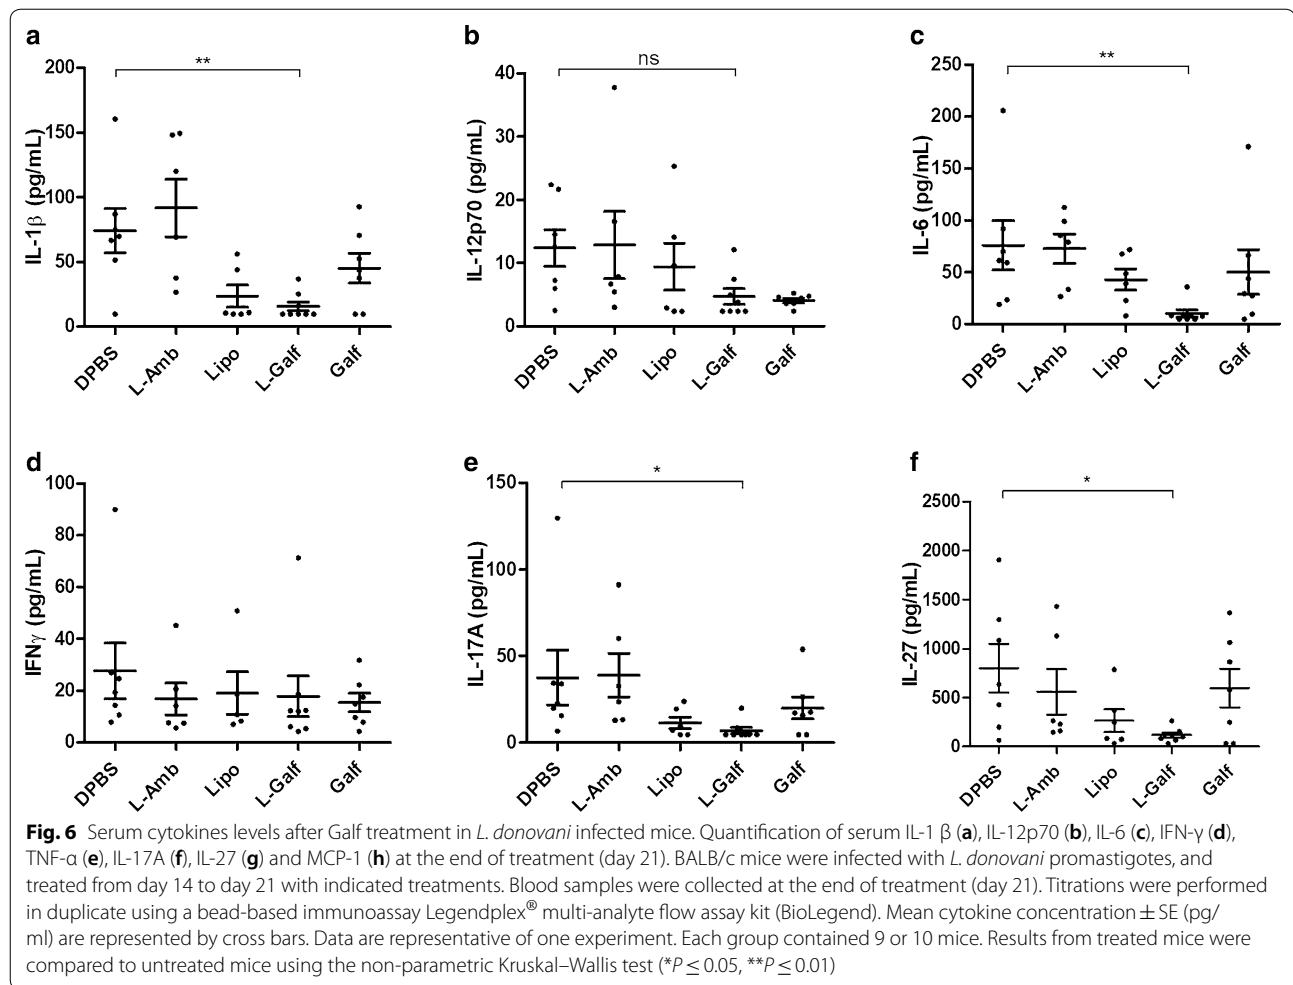 a
**
IL-1β (pg/mL)
200
150
100
50
0
DPBS
L-Amb
Lipo
L-Galf
Galf
b
ns
IL-12p70 (pg/mL)
40
30
20
10
0
DPBS
L-Amb
Lipo
L-Galf
Galf
c
**
IL-6 (pg/mL)
250
200
150
100
50
0
DPBS
L-Amb
Lipo
L-Galf
Galf
d
IFNγ (pg/mL)
100
80
60
40
20
0
DPBS
L-Amb
Lipo
L-Galf
Galf
e
*
IL-17A (pg/mL)
150
100
50
0
DPBS
L-Amb
Lipo
L-Galf
Galf
f
*
IL-27 (pg/mL)
2500
2000
1500
1000
500
0
DPBS
L-Amb
Lipo
L-Galf
Galf
Fig. 6 Serum cytokines levels after Galf treatment in L. donovani infected mice. Quantification of serum IL-1 β (a), IL-12p70 (b), IL-6 (c), IFN-γ (d),
TNF-α (e), IL-17A (f), IL-27 (g) and MCP-1 (h) at the end of treatment (day 21). BALB/c mice were infected with L. donovani promastigotes, and
treated from day 14 to day 21 with indicated treatments. Blood samples were collected at the end of treatment (day 21). Titrations were performed
in duplicate using a bead-based immunoassay Legendplex® multi-analyte flow assay kit (BioLegend). Mean cytokine concentration ± SE (pg/
ml) are represented by cross bars. Data are representative of one experiment. Each group contained 9 or 10 mice. Results from treated mice were
compared to untreated mice using the non-parametric Kruskal–Wallis test (*P ≤ 0.05, **P ≤ 0.01)